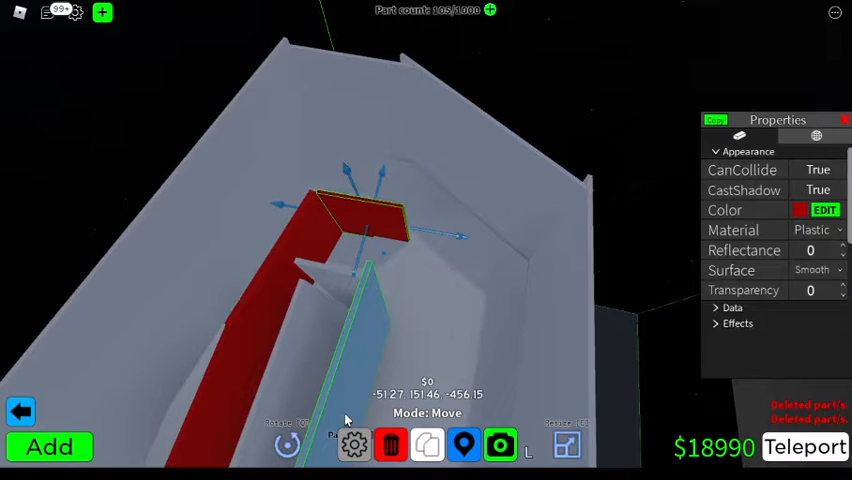 99+
Part count: 105/1000
Copy
Properties
Appearance
CanCollide True
CastShadow True
Color EDIT
Material Plastic
Reflectance 0
Surface Smooth
Transparency 0
Data
Effects
$0
-51.27, 151.46, -456.15
Mode: Move
Deleted part/s.
Deleted part/s.
Add
$18990
Teleport
L